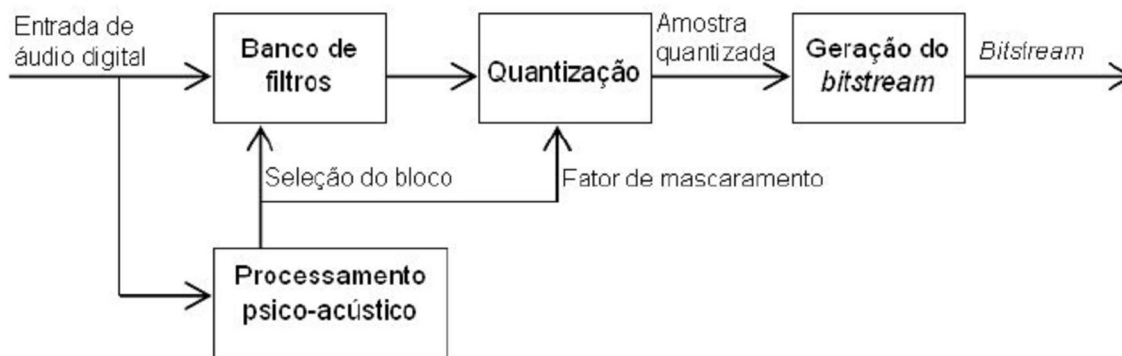 Entrada de
áudio digital
Banco de
filtros
Quantização
Amostra
quantizada
Geração do
bitstream
Bitstream
Seleção do bloco
Fator de mascaramento
Processamento
psico-acústico